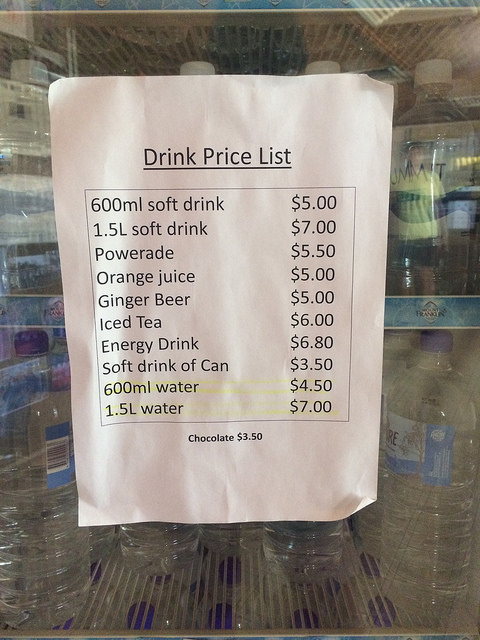 Drink Price List
600ml soft drink $5.00
1.5L soft drink $7.00
Powerade $5.50
Orange juice $5.00
Ginger Beer $5.00
Iced Tea $6.00
Energy Drink $6.80
Soft drink of Can $3.50
600ml water $4.50
1.5L water $7.00
Chocolate $3.50
FRANKLIN